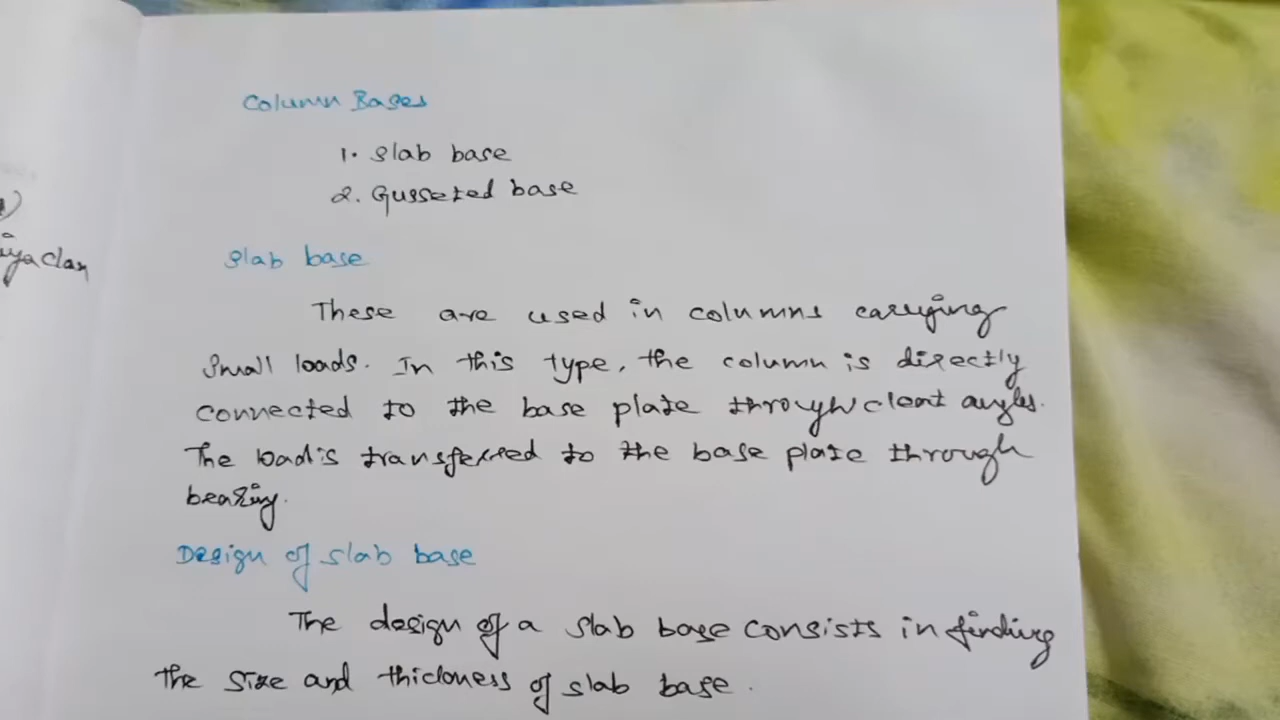 Column Bases
1. Slab base
2. Gusseted base
Slab base
These are used in columns carrying
small loads. In this type, the column is directly
connected to the base plate through cleat angles.
The load is transferred to the base plate through
bearing.
Design of slab base
The design of a slab base consists in finding
the size and thickness of slab base.